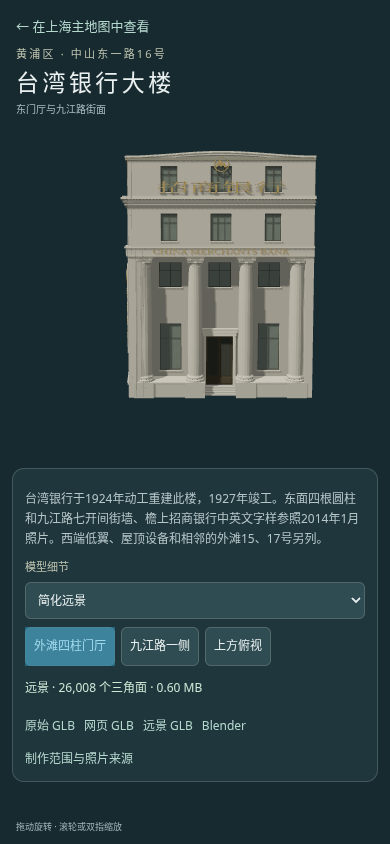 ← 在上海主地图中查看
黄浦区 · 中山东一路16号
台湾银行大楼
东门厅与九江路街面
CHINA MERCHANTS BANK
台湾银行于1924年动工重建此楼，1927年竣工。东面四根圆柱
和九江路七开间街墙、檐上招商银行中英文字样参照2014年1月
照片。西端低翼、屋顶设备和相邻的外滩15、17号另列。
模型细节
简化远景
外滩四柱门厅 九江路一侧 上方俯视
远景 · 26,008 个三角面 · 0.60 MB
原始 GLB 网页 GLB 远景 GLB Blender
制作范围与照片来源
拖动旋转 · 滚轮或双指缩放